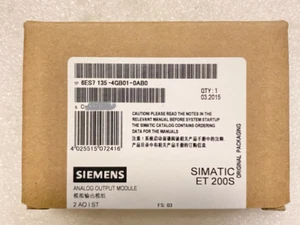 6ES7 135-4GB01-0AB0
QTY: 1
03.2015
CAUTION! PLEASE READ THE NOTES IN THE
RELEVANT MANUAL BEFORE SYSTEM STARTUP
THE SIMATIC CATALOG CONTAINS ORDERING
DATA FOR THE MANUALS
4 025515 072416
ORIGINAL PACKAGING
SIEMENS
SIMATIC
ET 200S
ANALOG OUTPUT MODULE
模拟输出模板
2 AO I ST
FS: 03